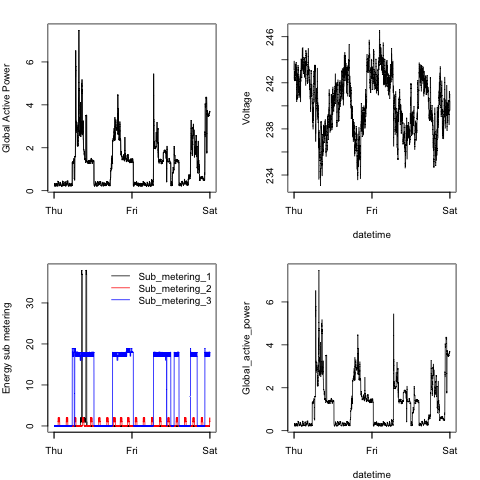 Global Active Power
0 2 4 6
Thu Fri Sat
Voltage
234 238 242 246
Thu Fri Sat
datetime
Energy sub metering
0 10 20 30
Sub_metering_1
Sub_metering_2
Sub_metering_3
Thu Fri Sat
Global_active_power
0 2 4 6
Thu Fri Sat
datetime